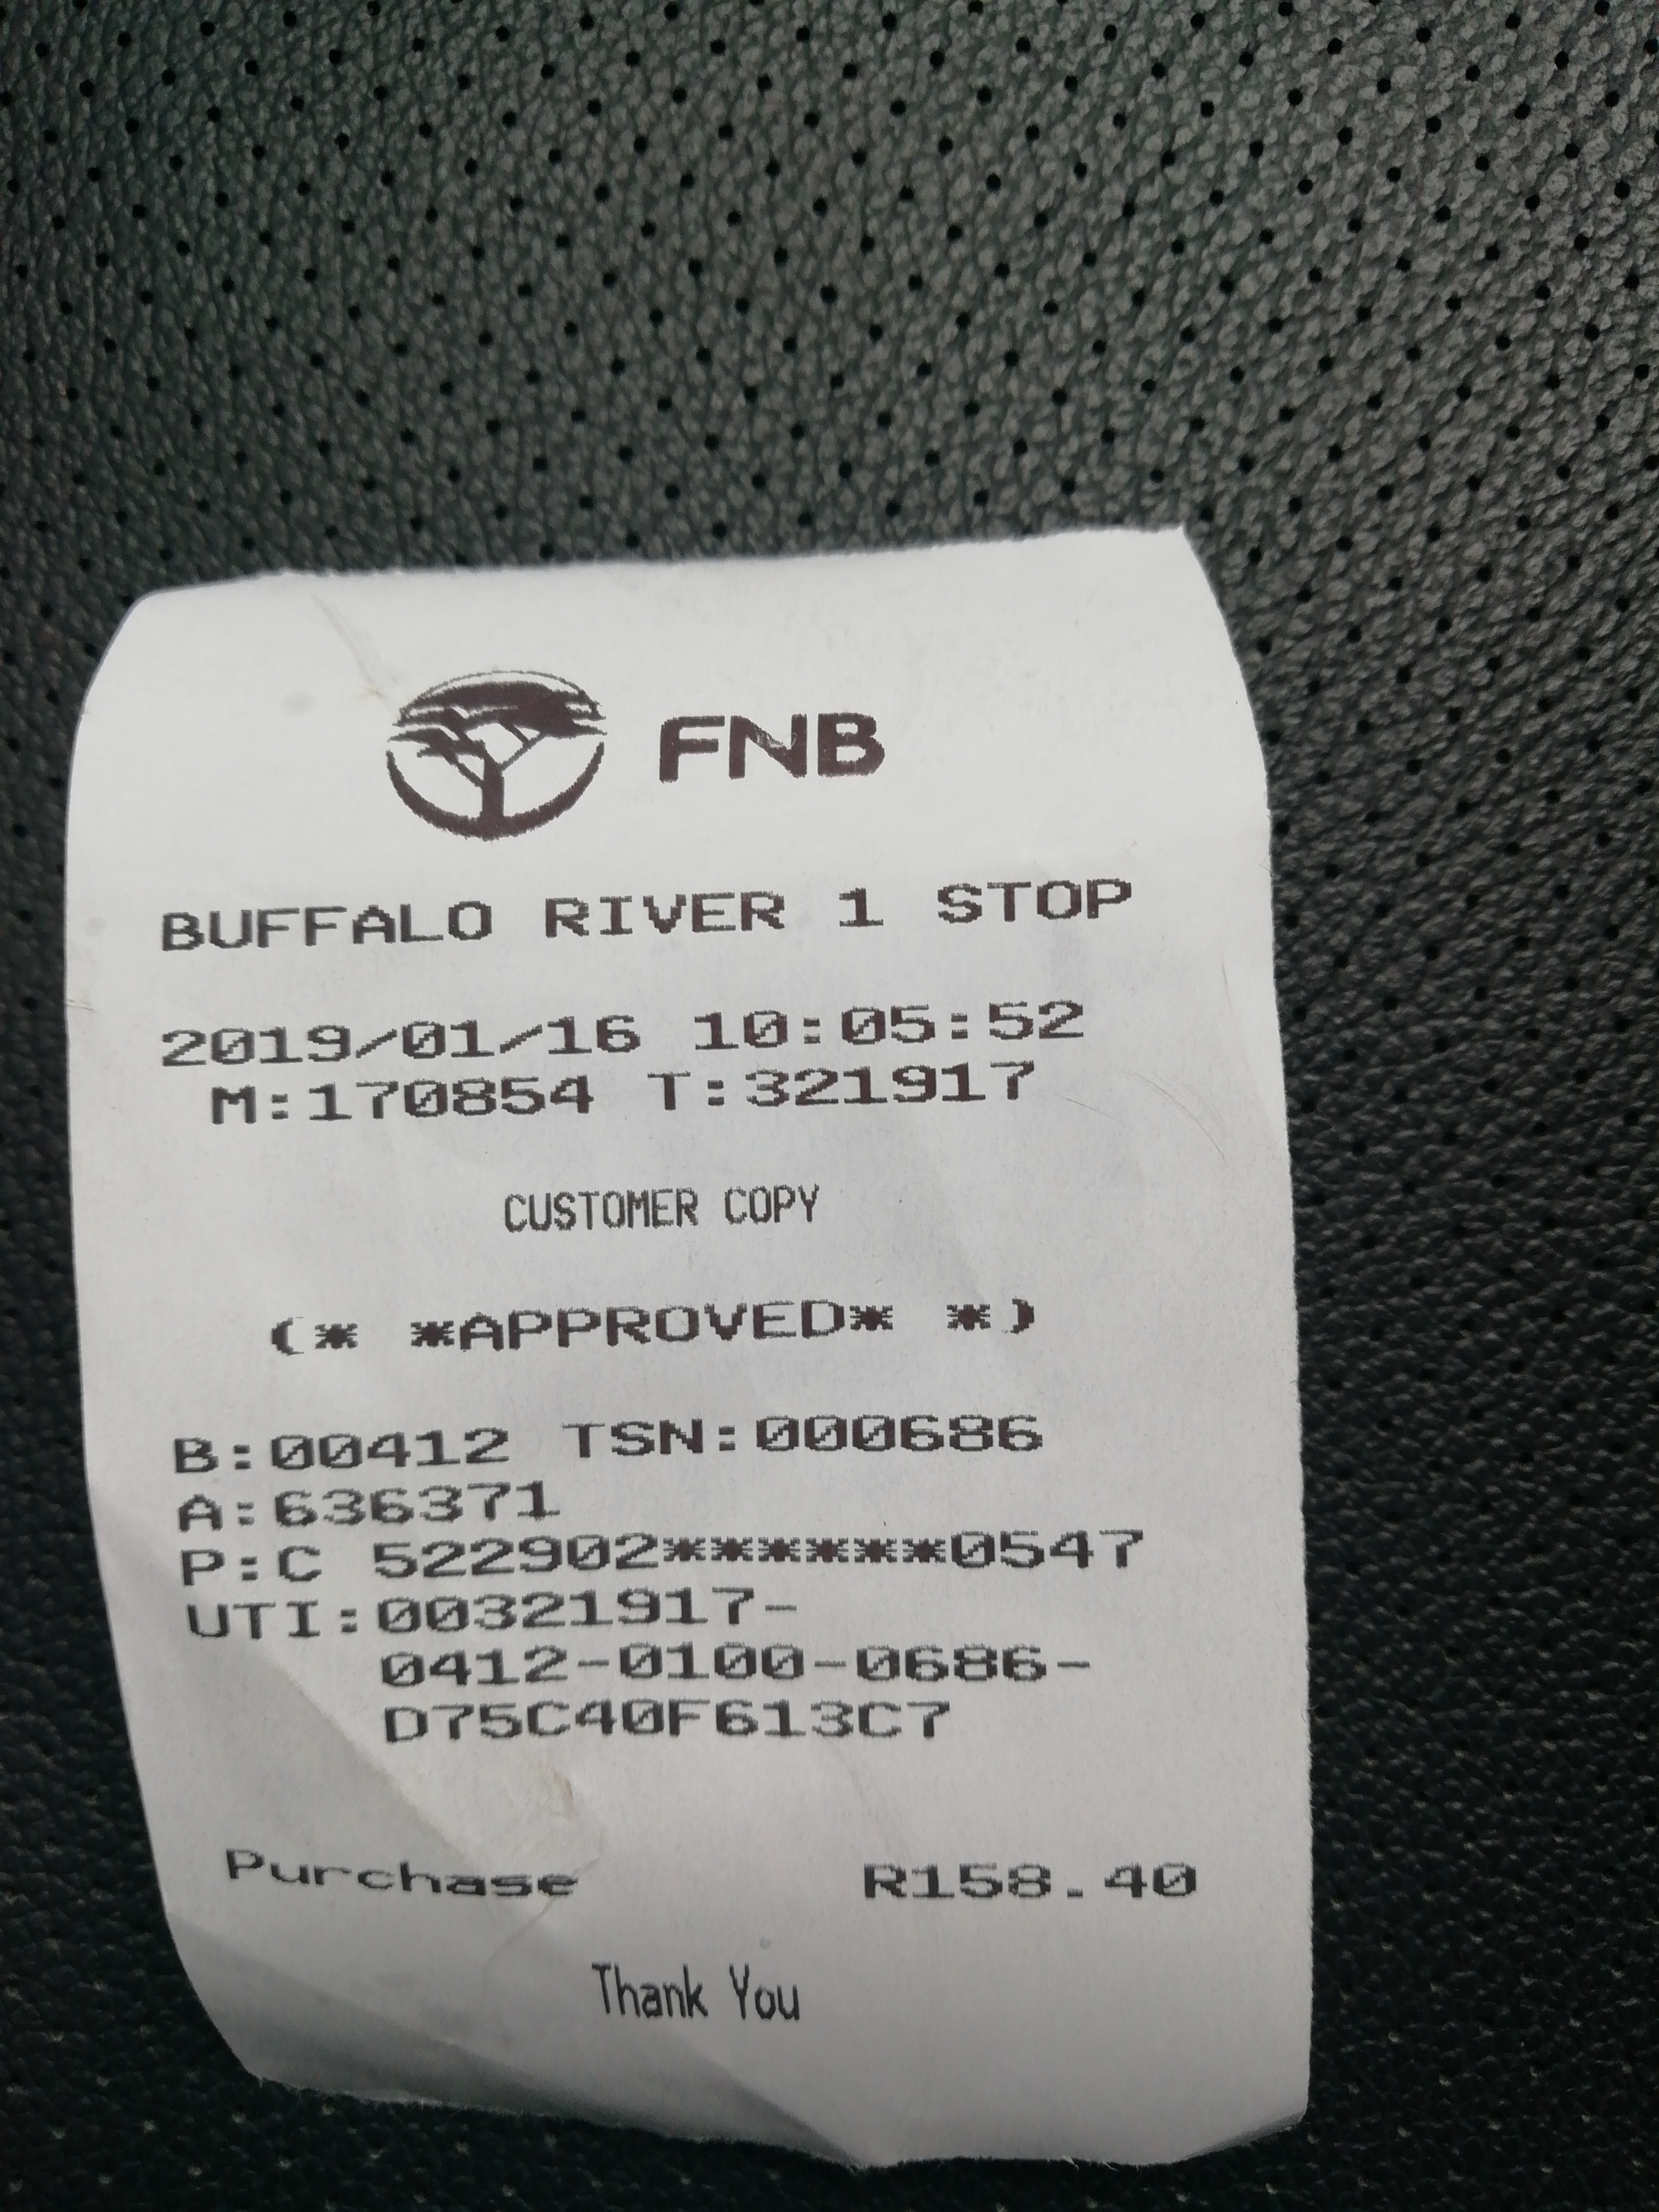 FNB
BUFFALO RIVER 1 STOP
2019/01/16 10:05:52
M:170854 T:321917
CUSTOMER COPY
(* *APPROVED* *)
B:00412 TSN:000686
A:636371
P:C 522902******0547
UTI:00321917-
0412-0100-0686-
D75C40F613C7
Purchase R158.40
Thank You